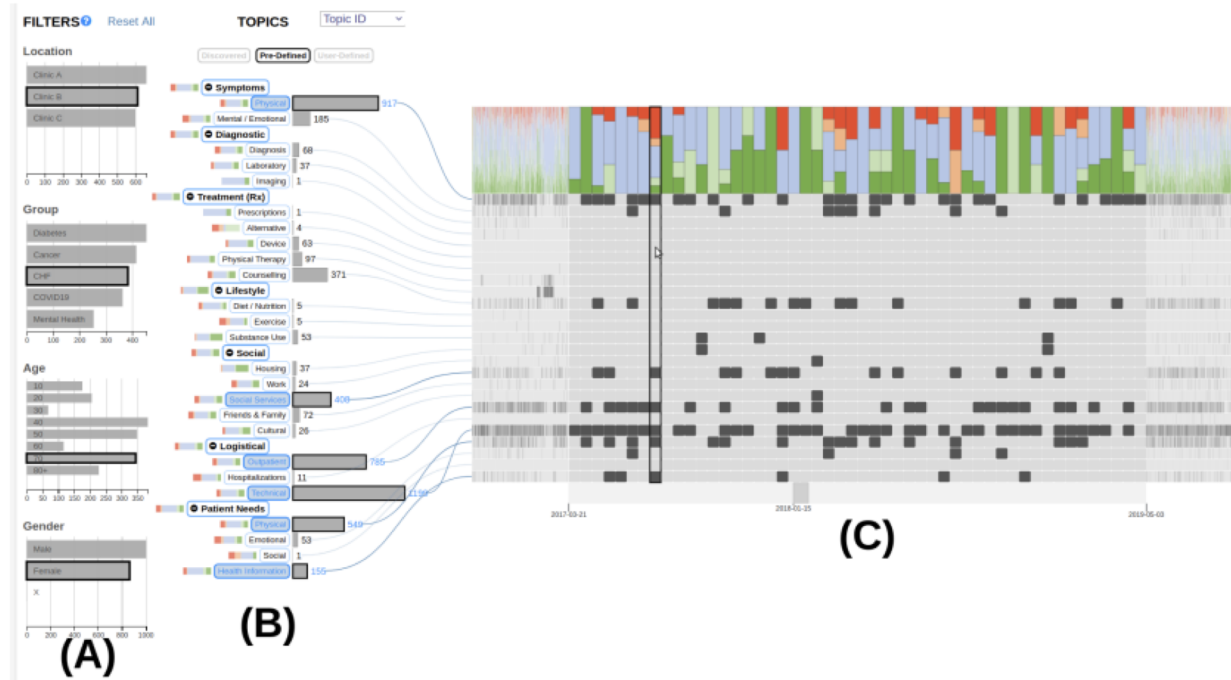 FILTERS? Reset All
Location
Clinic A
Clinic B
Clinic C
0 100 200 300 400 500 600
Group
Diabetes
Cancer
CHF
COVID19
Mental Health
0 100 200 300 400
Age
10
20
30
40
50
60
70
80+
0 50 100 150 200 250 300 350
Gender
Male
Female
X
0 200 400 600 800 1000
(A)
TOPICS Topic ID
Discovered Pre-Defined User-Defined
Symptoms
Physical 917
Mental / Emotional 185
Diagnostic
Diagnosis 68
Laboratory 37
Imaging 1
Treatment (Rx)
Prescriptions 1
Alternative 4
Device 63
Physical Therapy 97
Counselling 371
Lifestyle
Diet / Nutrition 5
Exercise 5
Substance Use 53
Social
Housing 37
Work 24
Social Services 408
Friends & Family 72
Cultural 26
Logistical
Outpatient 785
Hospitalizations 11
Technical 1199
Patient Needs
Physical 549
Emotional 53
Social 1
Health Information 155
(B)
2017-03-21 2018-01-15 2019-05-03
(C)